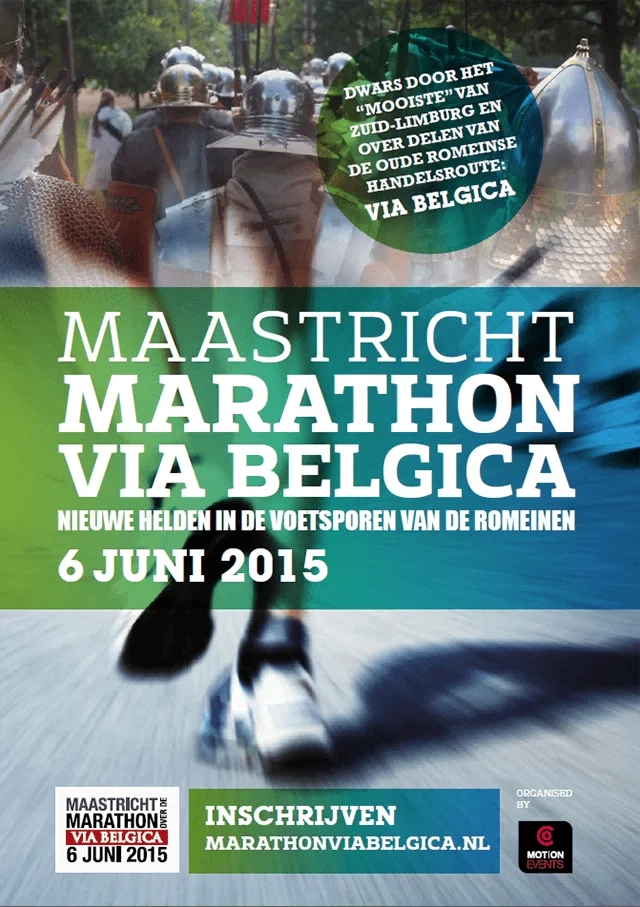 DWARS DOOR HET
“MOOISTE” VAN
ZUID-LIMBURG EN
OVER DELEN VAN
DE OUDE ROMEINSE
HANDELSROUTE:
VIA BELGICA
MAASTRICHT
MARATHON
VIA BELGICA
NIEUWE HELDEN IN DE VOETSPOREN VAN DE ROMEINEN
6 JUNI 2015
MAASTRICHT
MARATHON OVER DE
VIA BELGICA
6 JUNI 2015
INSCHRIJVEN
MARATHONVIABELGICA.NL
ORGANISED
BY
MOTION
EVENTS